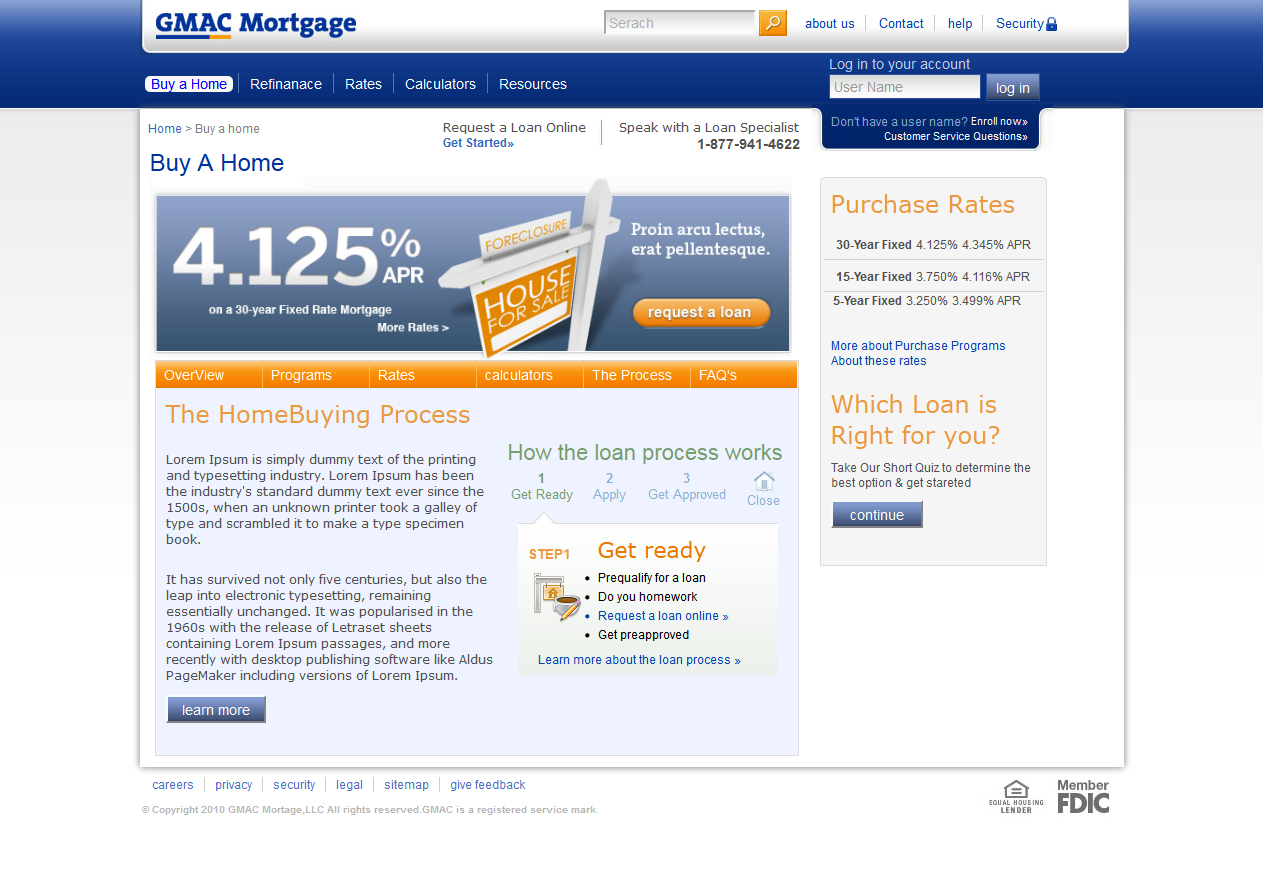 GMAC Mortgage
Serach
about us
Contact
help
Security
Buy a Home
Refinanace
Rates
Calculators
Resources
Log in to your account
User Name
log in
Don't have a user name? Enroll now»
Customer Service Questions»
Home > Buy a home
Request a Loan Online
Get Started»
Speak with a Loan Specialist
1-877-941-4622
Buy A Home
4.125%
APR
on a 30-year Fixed Rate Mortgage
More Rates >
FORECLOSURE
HOUSE
FOR SALE
Proin arcu lectus,
erat pellentesque.
request a loan
Purchase Rates
30-Year Fixed 4.125% 4.345% APR
15-Year Fixed 3.750% 4.116% APR
5-Year Fixed 3.250% 3.499% APR
More about Purchase Programs
About these rates
Which Loan is
Right for you?
Take Our Short Quiz to determine the
best option & get stareted
continue
OverView
Programs
Rates
calculators
The Process
FAQ's
The HomeBuying Process
Lorem Ipsum is simply dummy text of the printing
and typesetting industry. Lorem Ipsum has been
the industry's standard dummy text ever since the
1500s, when an unknown printer took a galley of
type and scrambled it to make a type specimen
book.
It has survived not only five centuries, but also the
leap into electronic typesetting, remaining
essentially unchanged. It was popularised in the
1960s with the release of Letraset sheets
containing Lorem Ipsum passages, and more
recently with desktop publishing software like Aldus
PageMaker including versions of Lorem Ipsum.
learn more
How the loan process works
1
Get Ready
2
Apply
3
Get Approved
Close
STEP1
Get ready
Prequalify for a loan
Do you homework
Request a loan online »
Get preapproved
Learn more about the loan process »
careers
privacy
security
legal
sitemap
give feedback
© Copyright 2010 GMAC Mortage,LLC All rights reserved.GMAC is a registered service mark.
EQUAL HOUSING
LENDER
Member
FDIC